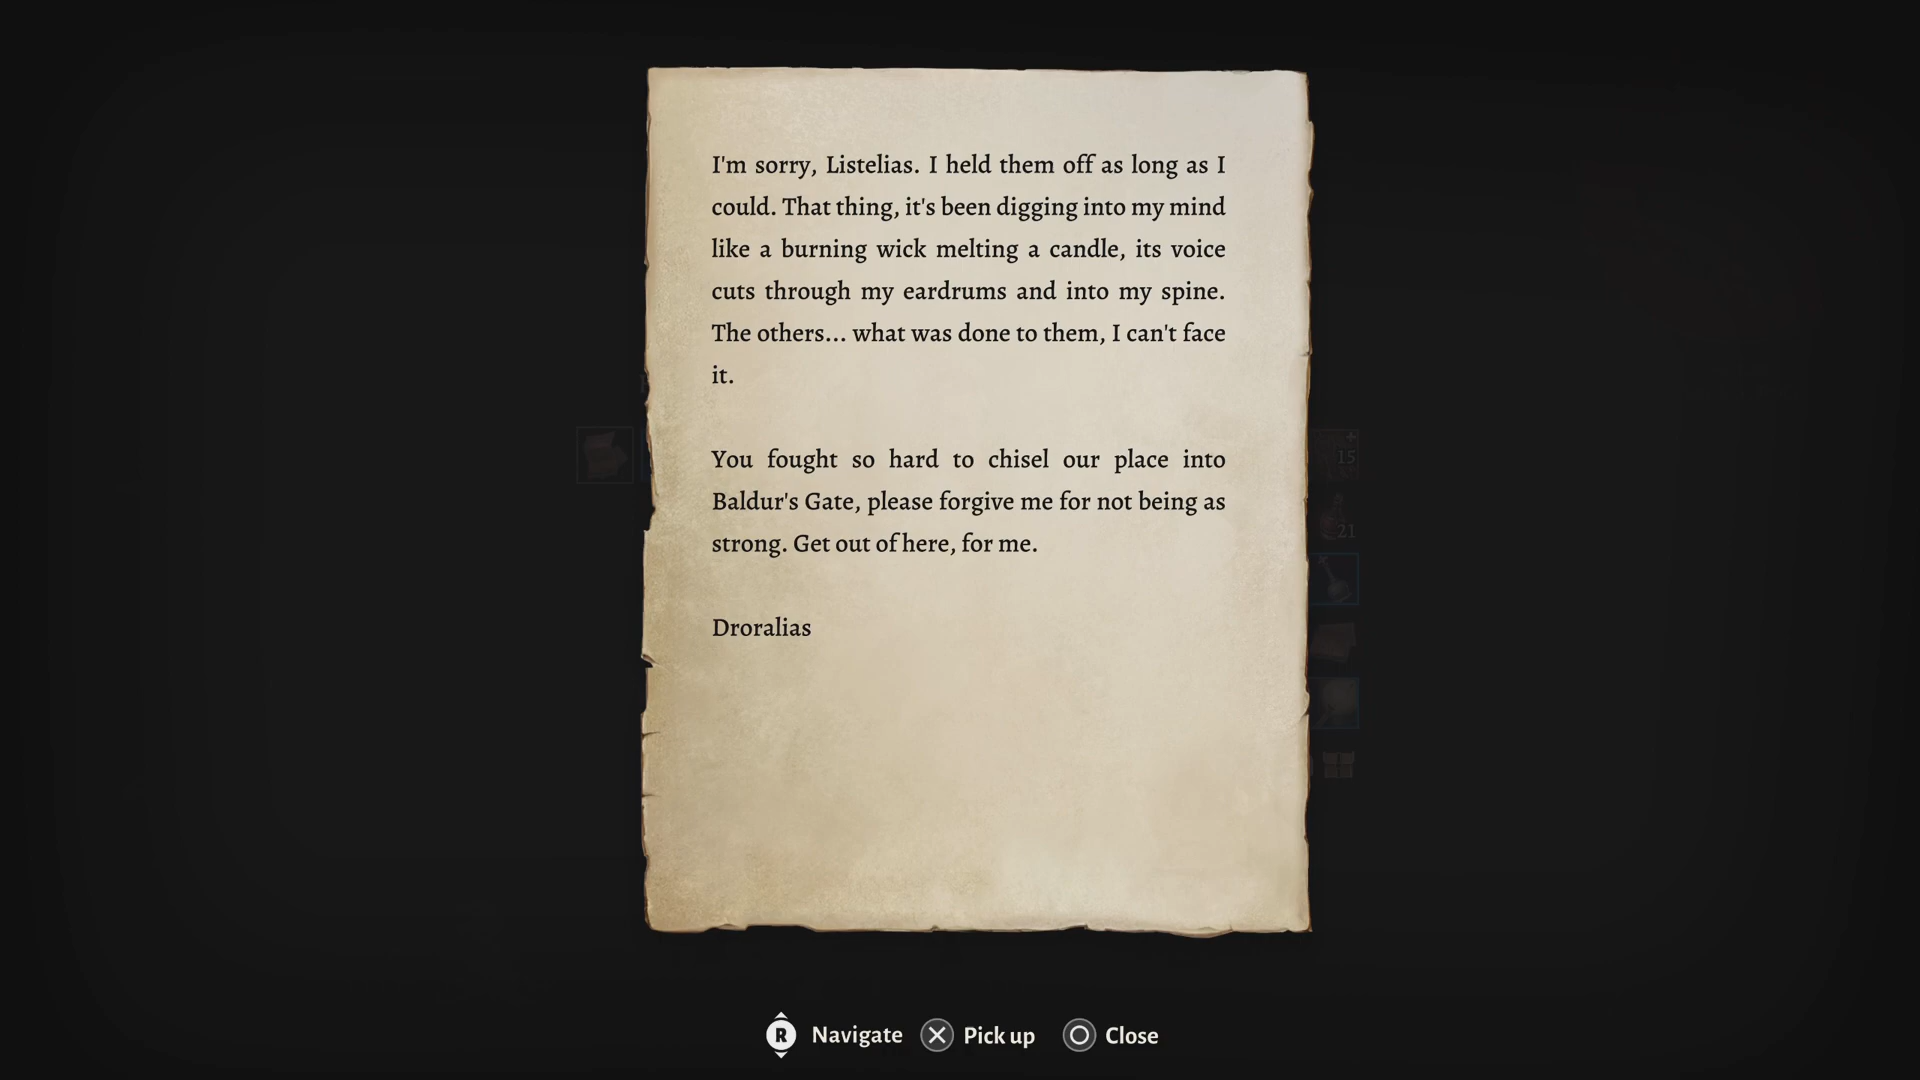 I'm sorry, Listelias. I held them off as long as I
could. That thing, it's been digging into my mind
like a burning wick melting a candle, its voice
cuts through my eardrums and into my spine.
The others... what was done to them, I can't face
it.
You fought so hard to chisel our place into
Baldur's Gate, please forgive me for not being as
strong. Get out of here, for me.
Droralias
15
21
R Navigate Pick up Close